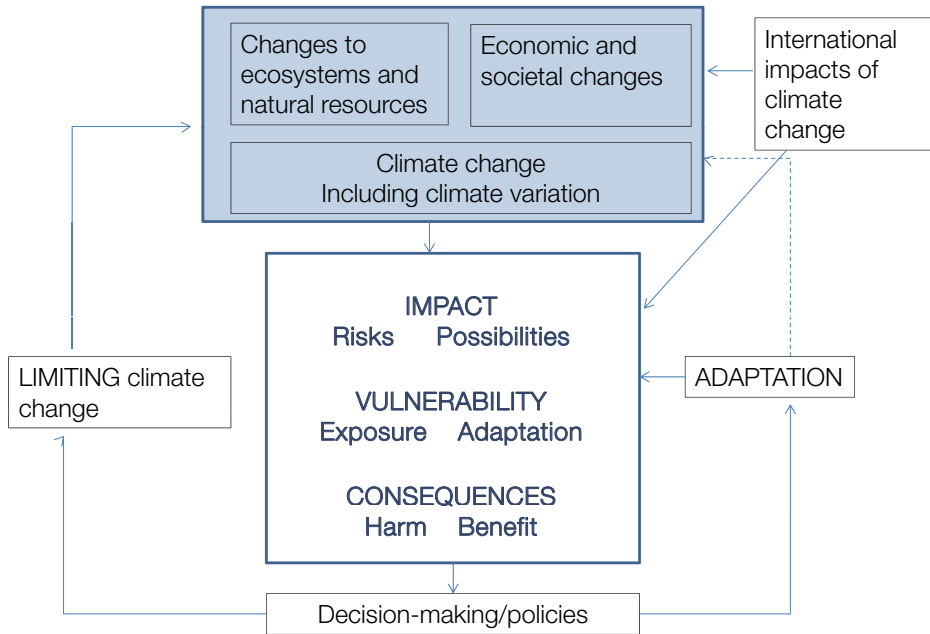 Changes to
ecosystems and
natural resources
Economic and
societal changes
International
impacts of
climate
change
Climate change
Including climate variation
IMPACT
Risks Possibilities
LIMITING climate
change
ADAPTATION
VULNERABILITY
Exposure Adaptation
CONSEQUENCES
Harm Benefit
Decision-making/policies